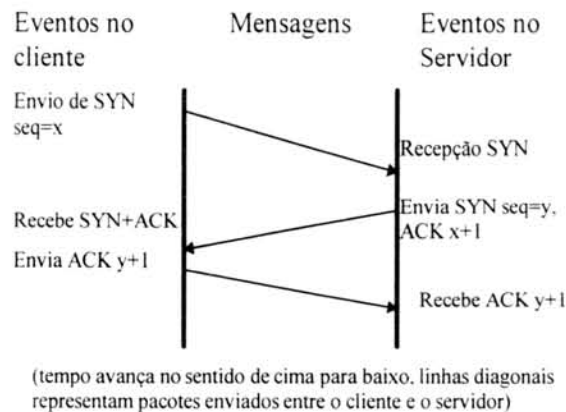 Eventos no
cliente
Mensagens
Eventos no
Servidor
Envio de SYN
seq=x
Recepção SYN
Envia SYN seq=y,
ACK x+1
Recebe SYN+ACK
Envia ACK y+1
Recebe ACK y+1
(tempo avança no sentido de cima para baixo. linhas diagonais
representam pacotes enviados entre o cliente e o servidor)